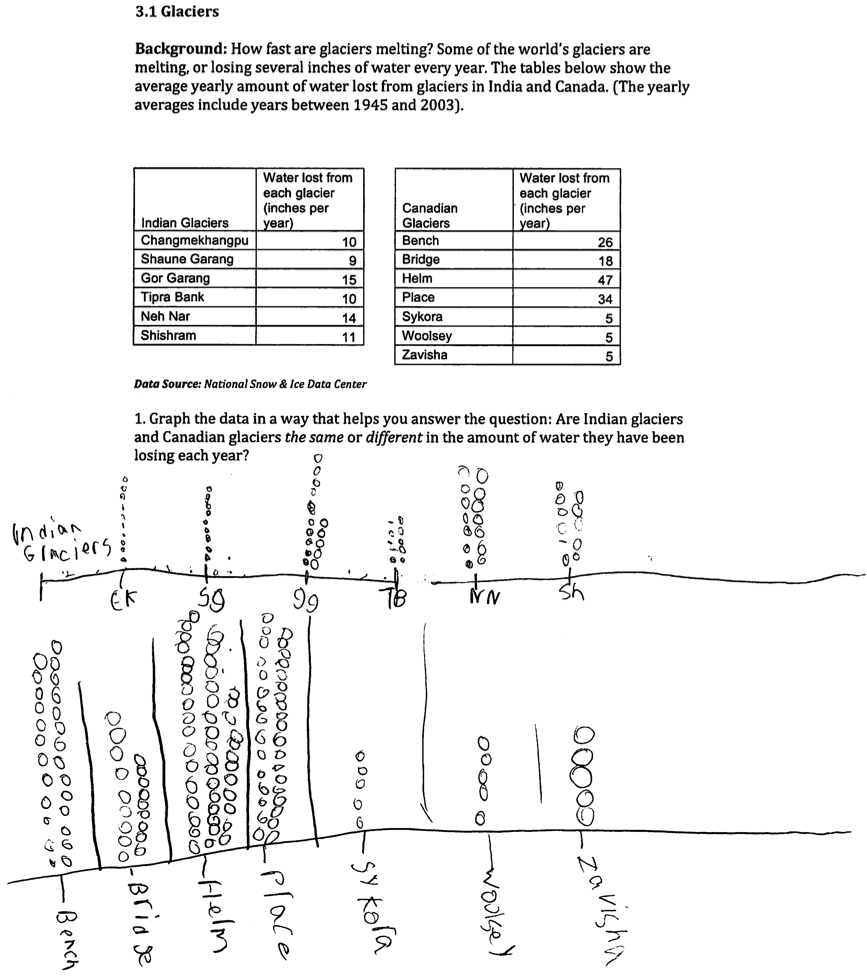 3.1 Glaciers
Background: How fast are glaciers melting? Some of the world's glaciers are
melting, or losing several inches of water every year. The tables below show the
average yearly amount of water lost from glaciers in India and Canada. (The yearly
averages include years between 1945 and 2003).
Indian Glaciers Water lost from each glacier (inches per year)
Changmekhangpu 10
Shaune Garang 9
Gor Garang 15
Tipra Bank 10
Neh Nar 14
Shishram 11
Canadian Glaciers Water lost from each glacier (inches per year)
Bench 26
Bridge 18
Helm 47
Place 34
Sykora 5
Woolsey 5
Zavisha 5
Data Source: National Snow & Ice Data Center
1. Graph the data in a way that helps you answer the question: Are Indian glaciers
and Canadian glaciers the same or different in the amount of water they have been
losing each year?
Indian
Glaciers
CK SG GG TB NN Sh
Bench Bridge Helm Place Sykora Woolsey Zavisha